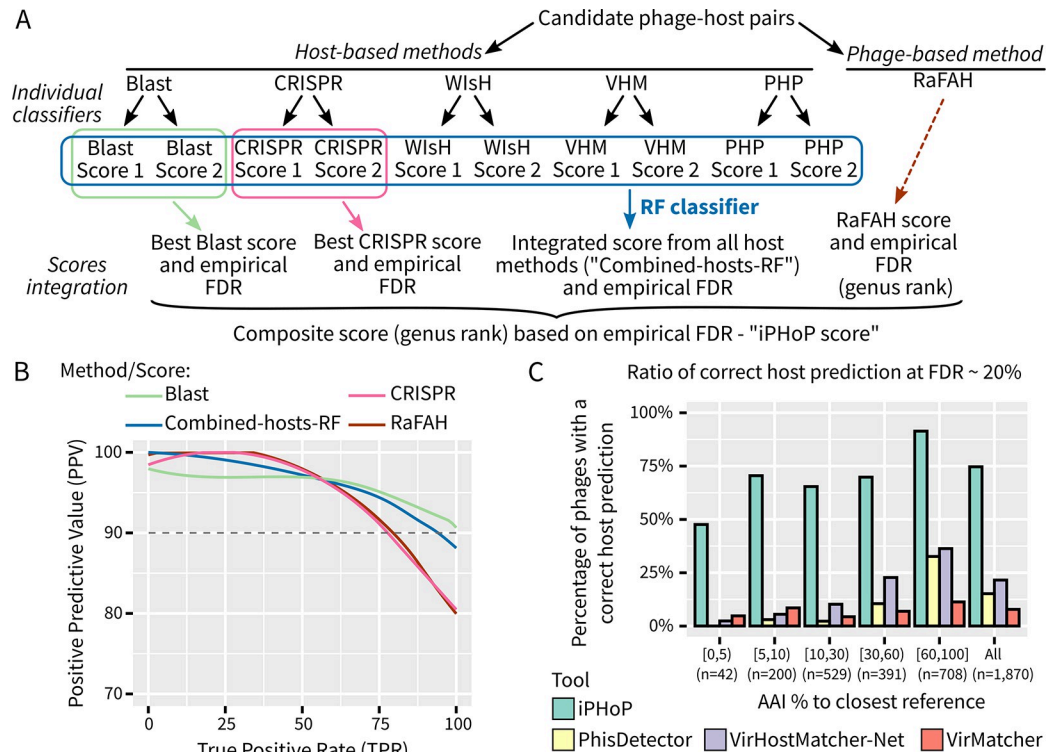 A
Candidate phage-host pairs
Host-based methods
Phage-based method
Individual
classifiers
Blast
CRISPR
WIsH
VHM
PHP
RaFAH
Blast
Score 1
Blast
Score 2
CRISPR
Score 1
CRISPR
Score 2
WIsH
Score 1
WIsH
Score 2
VHM
Score 1
VHM
Score 2
PHP
Score 1
PHP
Score 2
RF classifier
Scores
integration
Best Blast score
and empirical
FDR
Best CRISPR score
and empirical
FDR
Integrated score from all host
methods ("Combined-hosts-RF")
and empirical FDR
RaFAH score
and empirical
FDR
(genus rank)
Composite score (genus rank) based on empirical FDR - "iPHoP score"
B
Method/Score:
Blast
CRISPR
Combined-hosts-RF
RaFAH
Positive Predictive Value (PPV)
100
90
80
70
0
25
50
75
100
True Positive Rate (TPR)
C
Ratio of correct host prediction at FDR ~ 20%
Percentage of phages with a
correct host prediction
100%
75%
50%
25%
0%
[0,5)
(n=42)
[5,10)
(n=200)
[10,30)
(n=529)
[30,60)
(n=391)
[60,100]
(n=708)
All
(n=1,870)
AAI % to closest reference
Tool
iPHoP
PhisDetector
VirHostMatcher-Net
VirMatcher